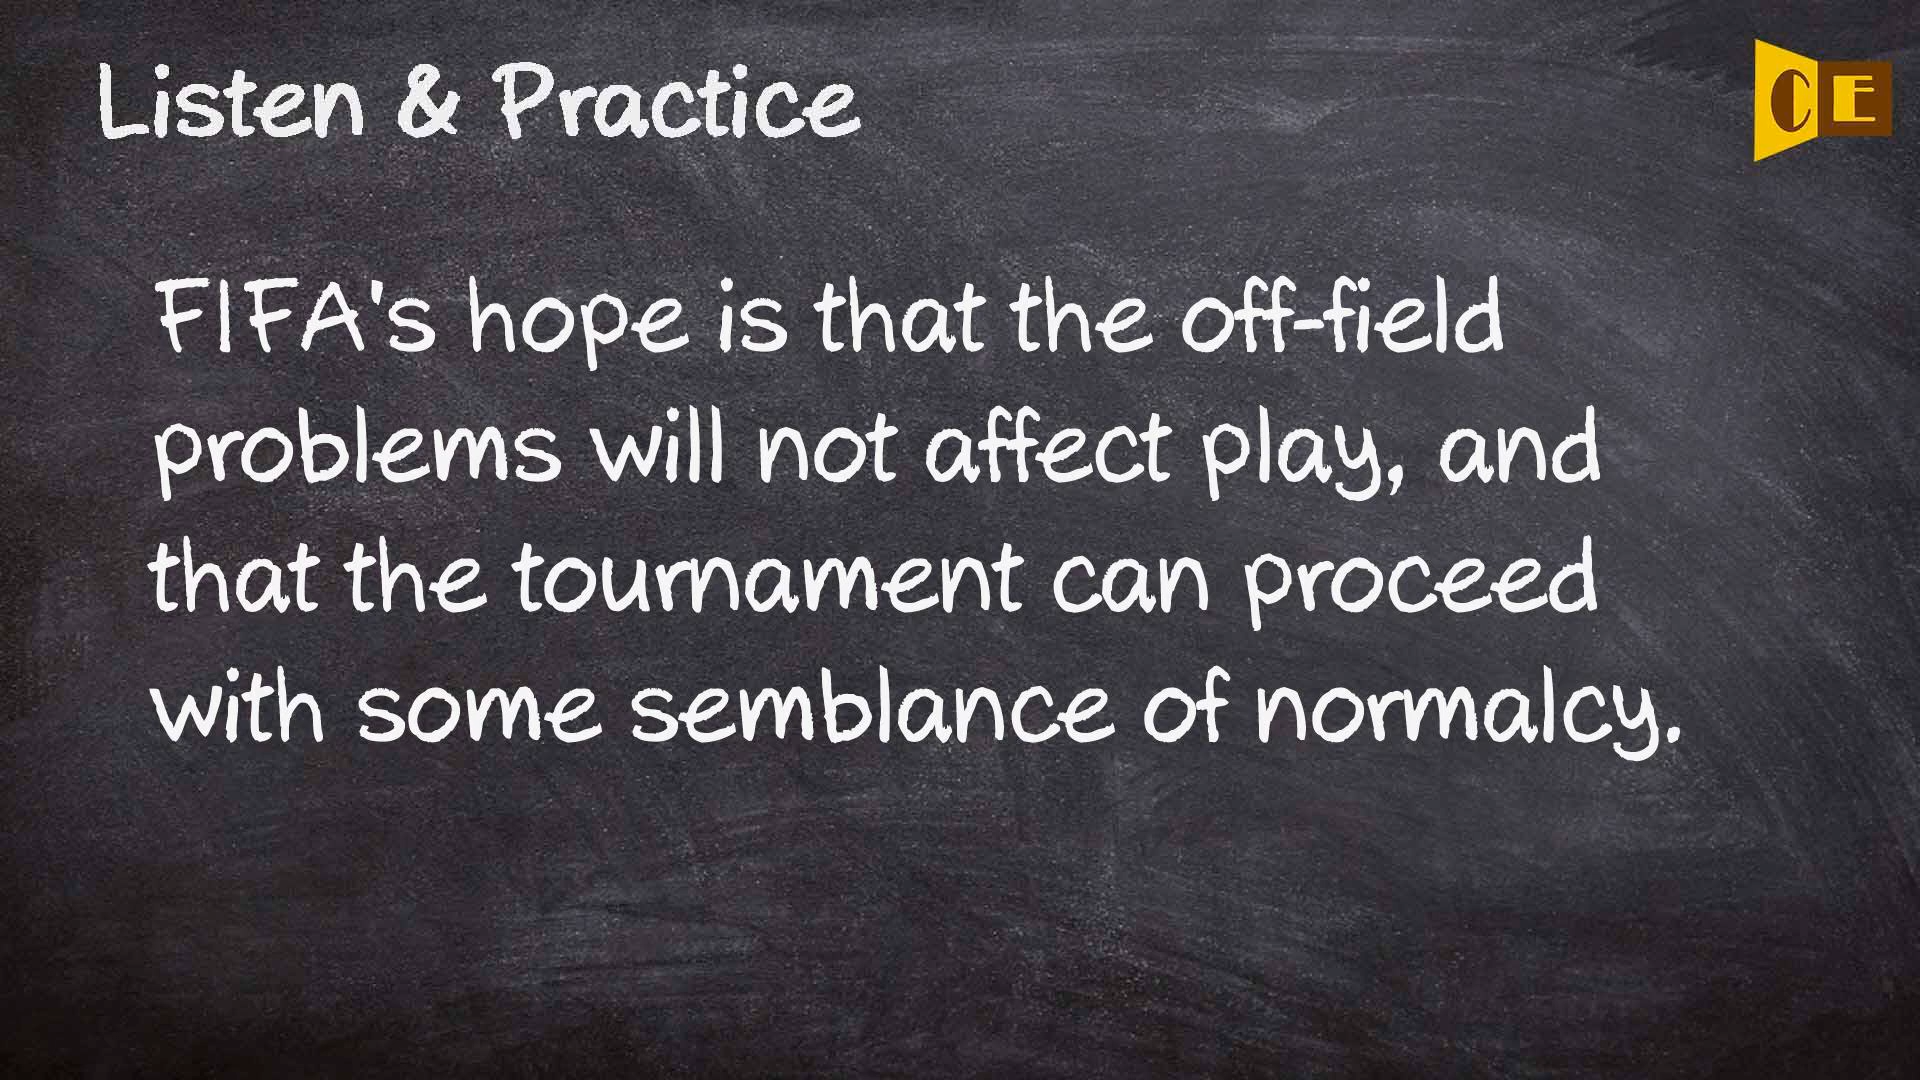 Listen & Practice
CE
FIFA's hope is that the off-field
problems will not affect play, and
that the tournament can proceed
with some semblance of normalcy.